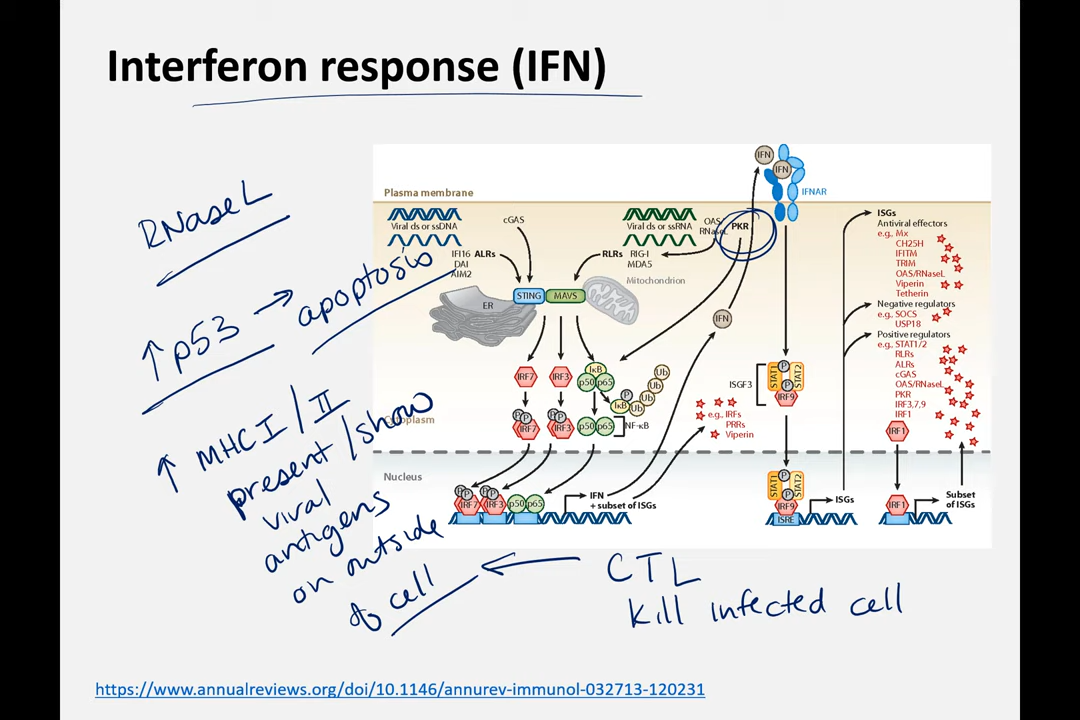 Interferon response (IFN)
RNaseL
↑ p53 → apoptosis
↑ MHC I / II
present / show
viral
antigens
on outside
of cell
CTL
kill infected cell
Plasma membrane
Viral ds or ssDNA
IFI16 ALRs
DAI
AIM2
cGAS
Viral ds or ssRNA
RLRs RIG-I
MDA5
OAS/
RNaseL
PKR
IFN
IFN
IFNAR
ER
STING
MAVS
Mitochondrion
IFN
IRF7
IRF3
IκB
p50 p65
P
IκB
Ub
Ub
Ub
Ub
P
P
IRF7
P
P
IRF3
p50 p65
NF-κB
Cytoplasm
e.g., IRFs
PRRs
Viperin
ISGF3
STAT1
P
STAT2
P
IRF9
Nucleus
P
P
IRF7
P
P
IRF3
p50 p65
IFN
+ subset of ISGs
STAT1
P
STAT2
P
IRF9
ISRE
ISGs
ISGs
Antiviral effectors
e.g., Mx
CH25H
IFITM
TRIM
OAS/RNaseL
Viperin
Tetherin
Negative regulators
e.g., SOCS
USP18
Positive regulators
e.g., STAT1/2
RLRs
ALRs
cGAS
OAS/RNaseL
PKR
IRF3,7,9
IRF1
IRF1
IRF1
Subset
of ISGs
https://www.annualreviews.org/doi/10.1146/annurev-immunol-032713-120231